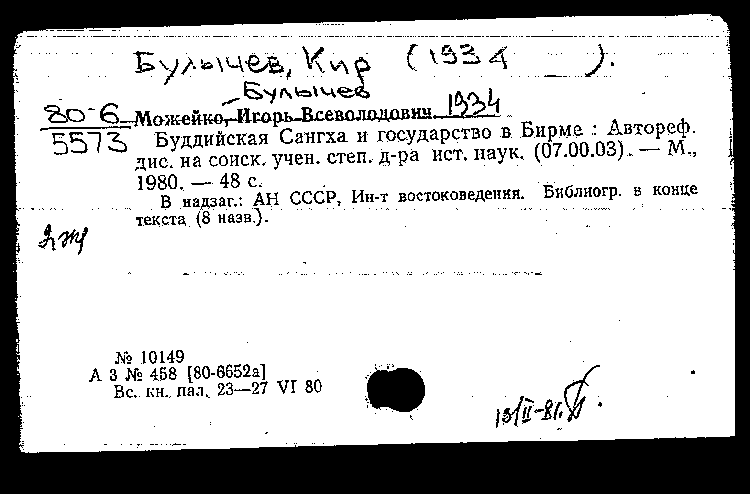 Булычев, Кир (1934 ).
Булычев
80-6 Можейко, Игорь Всеволодович. 1934
5573 Буддийская Сангха и государство в Бирме : Автореф.
дис. на соиск. учен. степ. д-ра ист. наук. (07.00.03). — М.,
1980. — 48 с.
В надзаг.: АН СССР, Ин-т востоковедения. Библиогр. в конце
текста (8 назв.).
№ 10149
А 3 № 458 [80-6652а]
Вс. кн. пал. 23—27 VI 80
13/II-81.